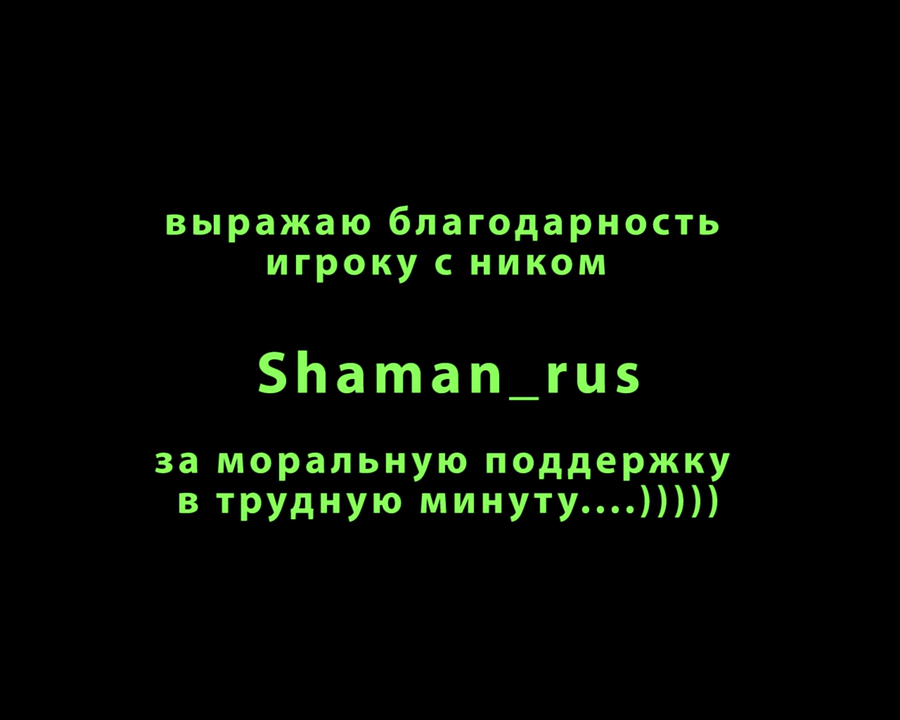 выражаю благодарность
игроку с ником
Shaman_rus
за моральную поддержку
в трудную минуту....)))))